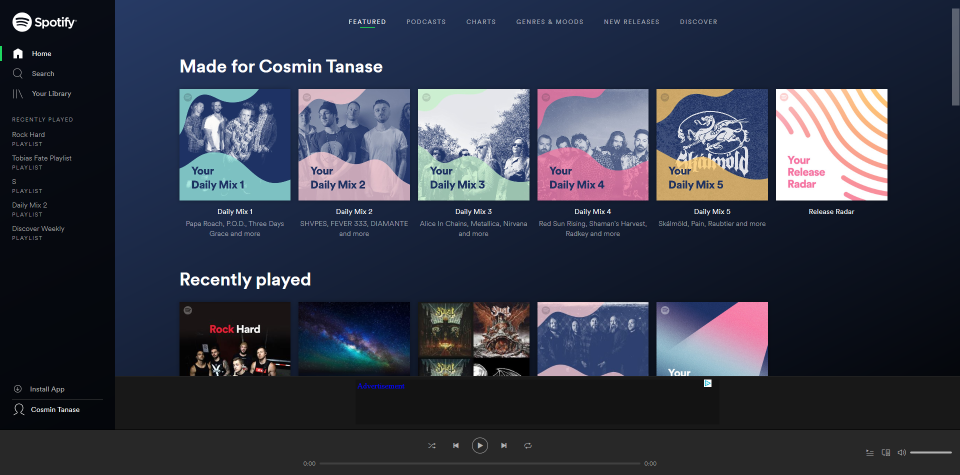 Spotify
Home
Search
Your Library
RECENTLY PLAYED
Rock Hard
PLAYLIST
Tobias Fate Playlist
PLAYLIST
S
PLAYLIST
Daily Mix 2
PLAYLIST
Discover Weekly
PLAYLIST
Install App
Cosmin Tanase
FEATURED PODCASTS CHARTS GENRES & MOODS NEW RELEASES DISCOVER
Made for Cosmin Tanase
Your
Daily Mix 1
Daily Mix 1
Papa Roach, P.O.D., Three Days
Grace and more
Your
Daily Mix 2
Daily Mix 2
SHVPES, FEVER 333, DIAMANTE
and more
Your
Daily Mix 3
Daily Mix 3
Alice In Chains, Metallica, Nirvana
and more
Your
Daily Mix 4
Daily Mix 4
Red Sun Rising, Shaman's Harvest,
Radkey and more
Skálmöld
Your
Daily Mix 5
Daily Mix 5
Skálmöld, Pain, Raubtier and more
Your
Release
Radar
Release Radar
Recently played
Rock Hard
Ghost
Your
Advertisement
0:00 0:00